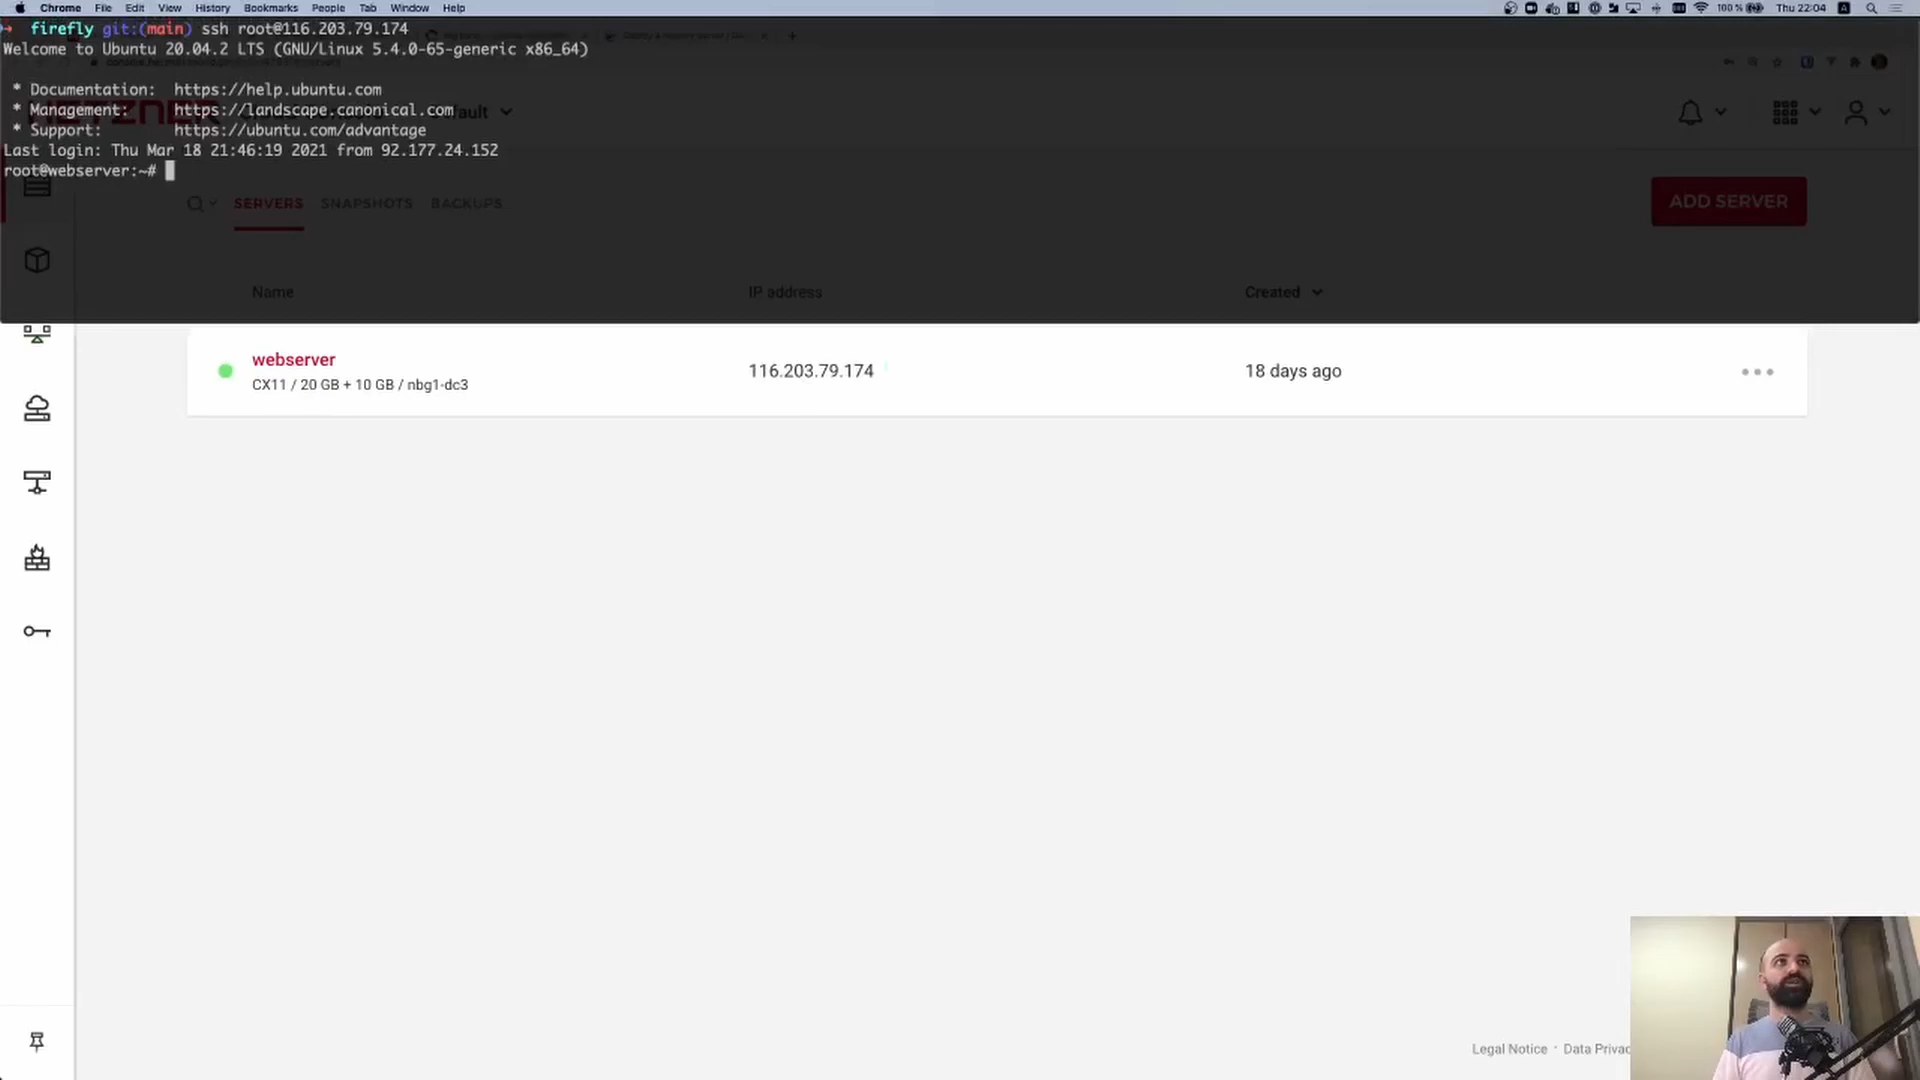 Chrome File Edit View History Bookmarks People Tab Window Help 100 % Thu 22:04
→ firefly git:(main) ssh root@116.203.79.174
Welcome to Ubuntu 20.04.2 LTS (GNU/Linux 5.4.0-65-generic x86_64)
* Documentation: https://help.ubuntu.com
* Management: https://landscape.canonical.com
* Support: https://ubuntu.com/advantage
Last login: Thu Mar 18 21:46:19 2021 from 92.177.24.152
root@webserver:~#
SERVERS SNAPSHOTS BACKUPS ADD SERVER
Name IP address Created
webserver 116.203.79.174 18 days ago
CX11 / 20 GB + 10 GB / nbg1-dc3
Legal Notice · Data Privac